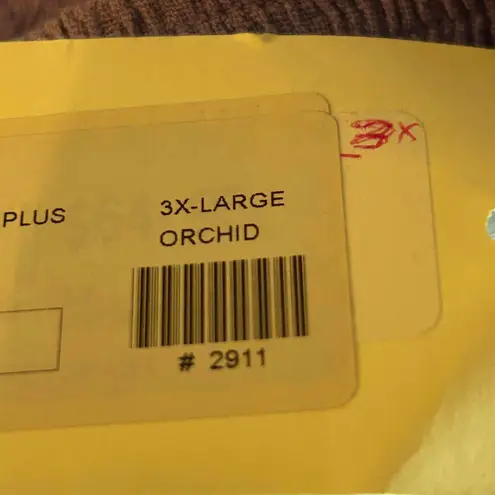 3X
PLUS
3X-LARGE
ORCHID
# 2911